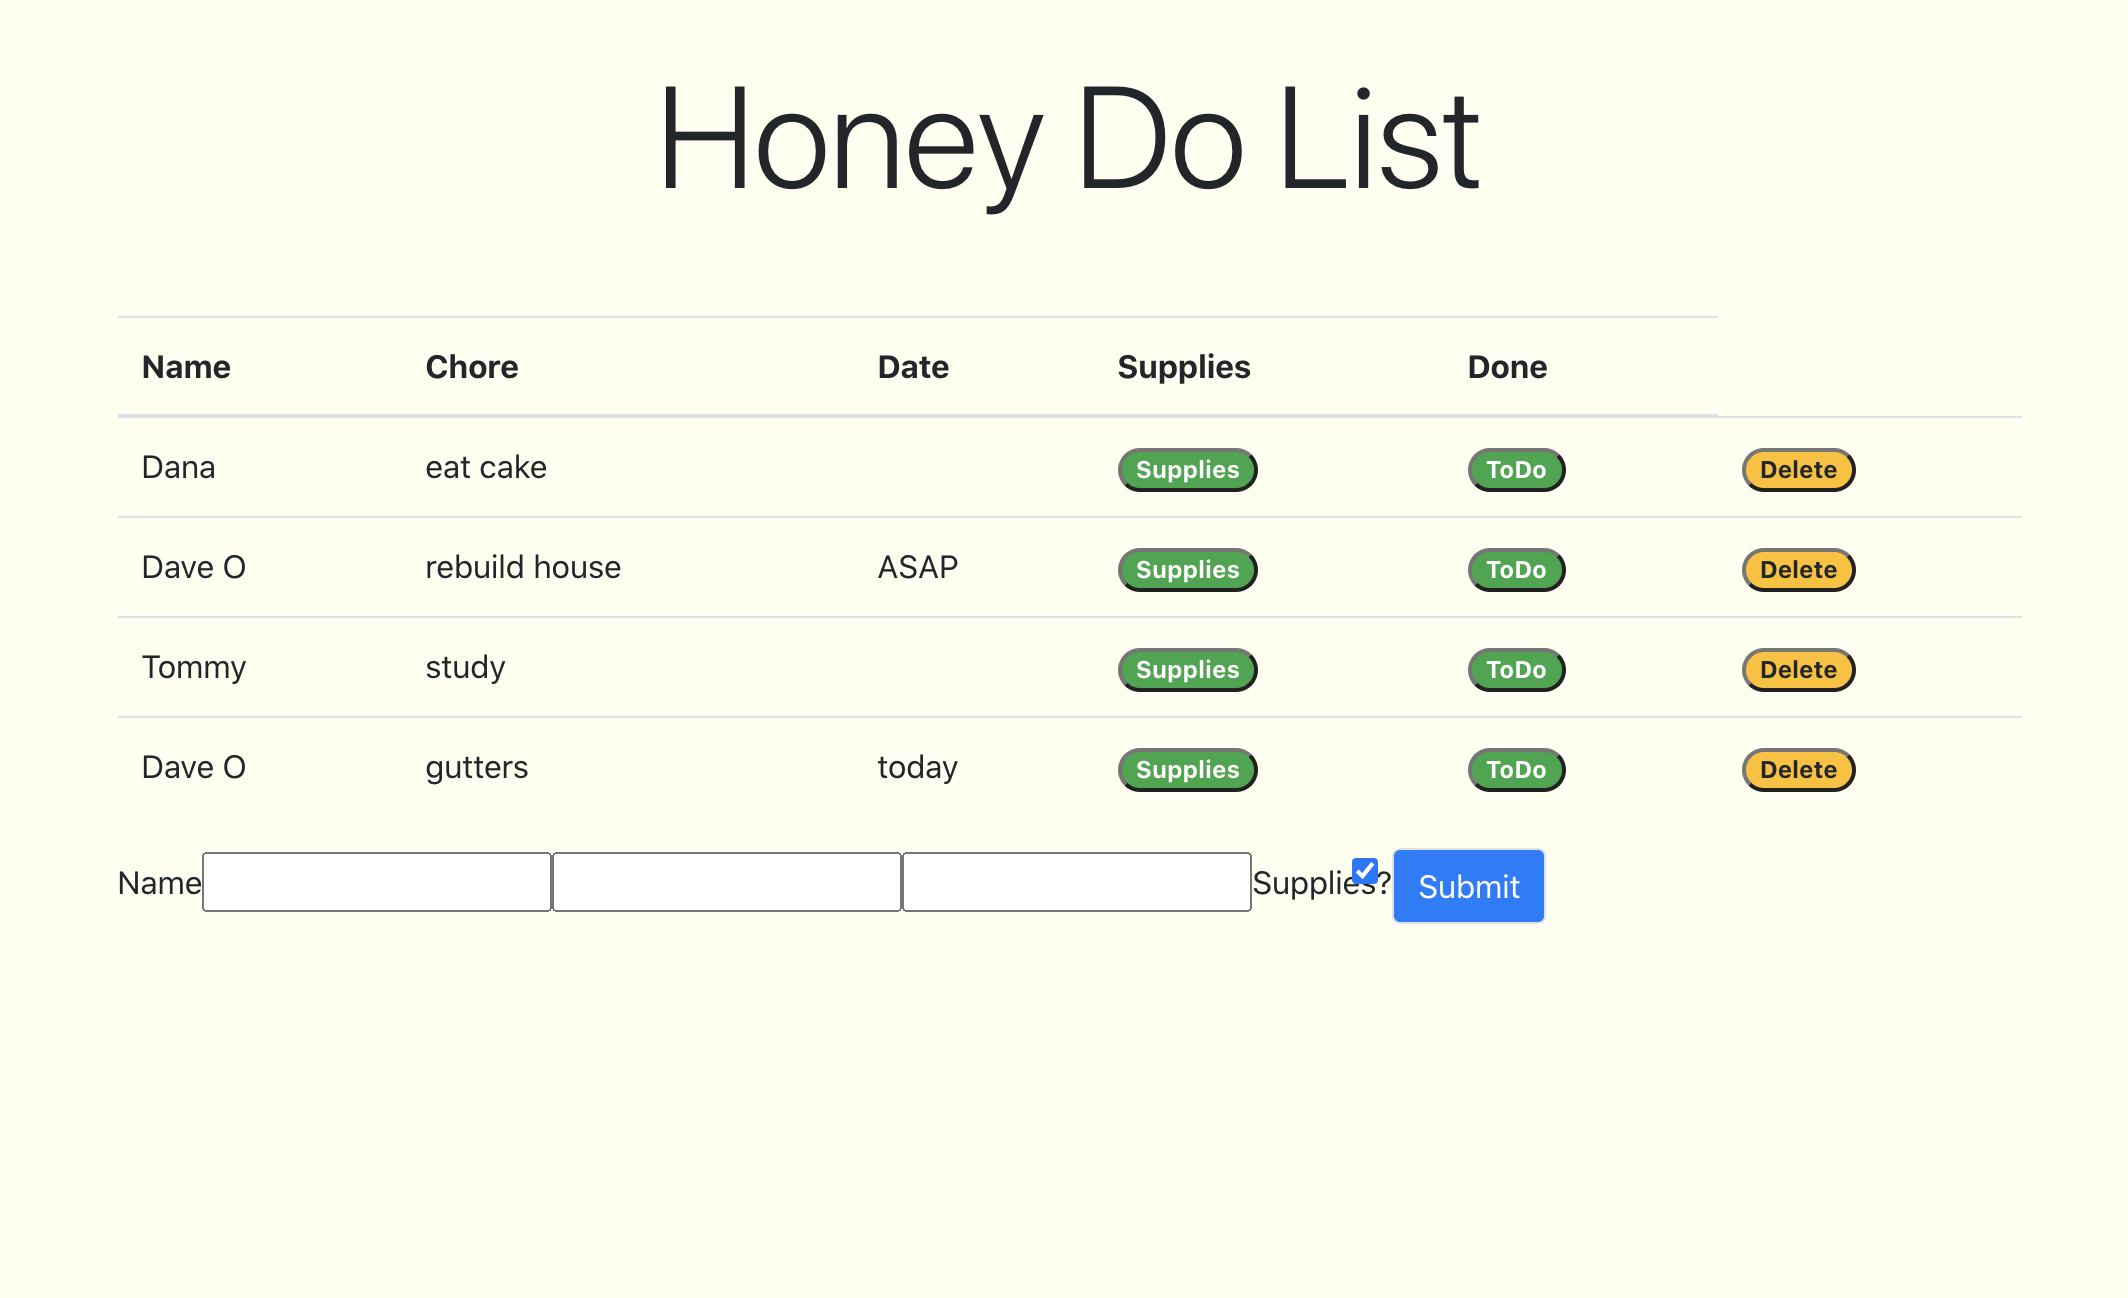 Honey Do List
Name Chore Date Supplies Done
Dana eat cake Supplies ToDo Delete
Dave O rebuild house ASAP Supplies ToDo Delete
Tommy study Supplies ToDo Delete
Dave O gutters today Supplies ToDo Delete
Name Supplies? Submit